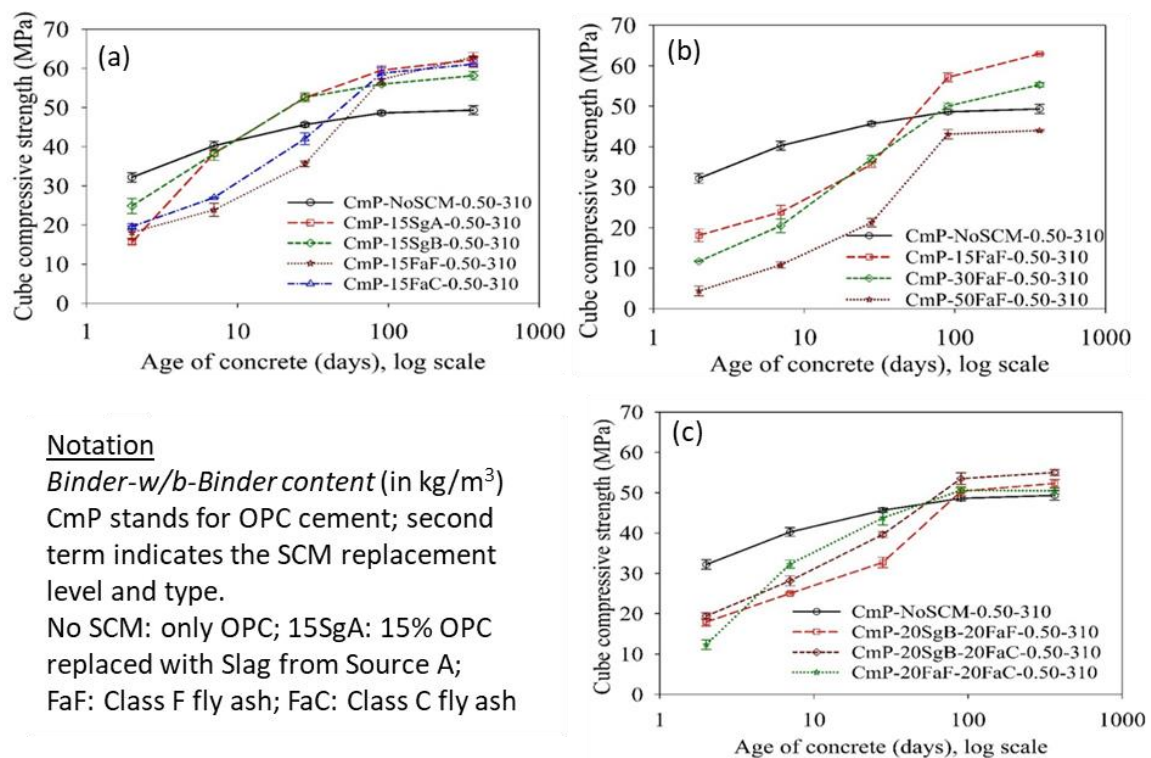 (a)
Cube compressive strength (MPa)
70
60
50
40
30
20
10
0
CmP-NoSCM-0.50-310
CmP-15SgA-0.50-310
CmP-15SgB-0.50-310
CmP-15FaF-0.50-310
CmP-15FaC-0.50-310
1 10 100 1000
Age of concrete (days), log scale
(b)
Cube compressive strength (MPa)
70
60
50
40
30
20
10
0
CmP-NoSCM-0.50-310
CmP-15FaF-0.50-310
CmP-30FaF-0.50-310
CmP-50FaF-0.50-310
1 10 100 1000
Age of concrete (days), log scale
Notation
Binder-w/b-Binder content (in kg/m³)
CmP stands for OPC cement; second
term indicates the SCM replacement
level and type.
No SCM: only OPC; 15SgA: 15% OPC
replaced with Slag from Source A;
FaF: Class F fly ash; FaC: Class C fly ash
(c)
Cube compressive strength (MPa)
70
60
50
40
30
20
10
0
CmP-NoSCM-0.50-310
CmP-20SgB-20FaF-0.50-310
CmP-20SgB-20FaC-0.50-310
CmP-20FaF-20FaC-0.50-310
1 10 100 1000
Age of concrete (days), log scale